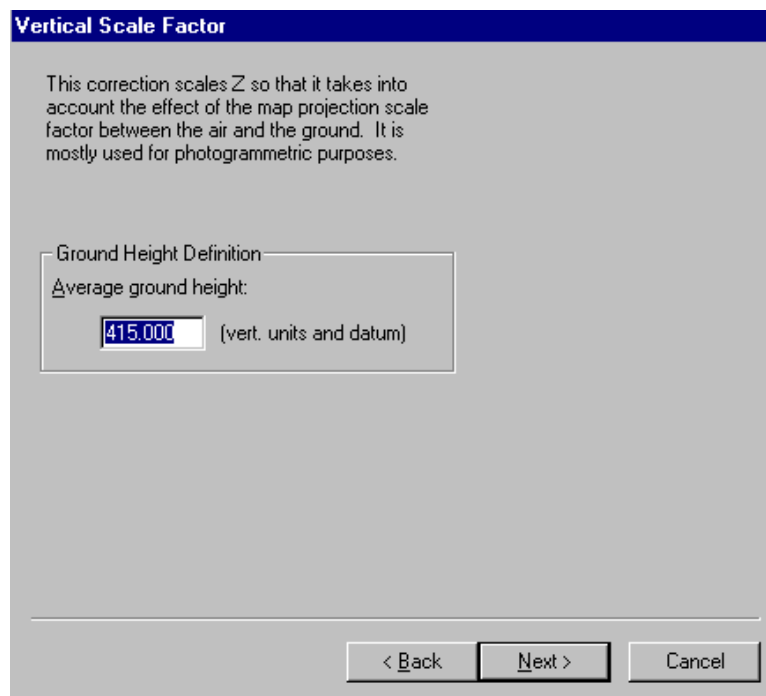 Vertical Scale Factor
This correction scales Z so that it takes into
account the effect of the map projection scale
factor between the air and the ground.  It is
mostly used for photogrammetric purposes.
Ground Height Definition
Average ground height:
415.000 (vert. units and datum)
< Back Next > Cancel